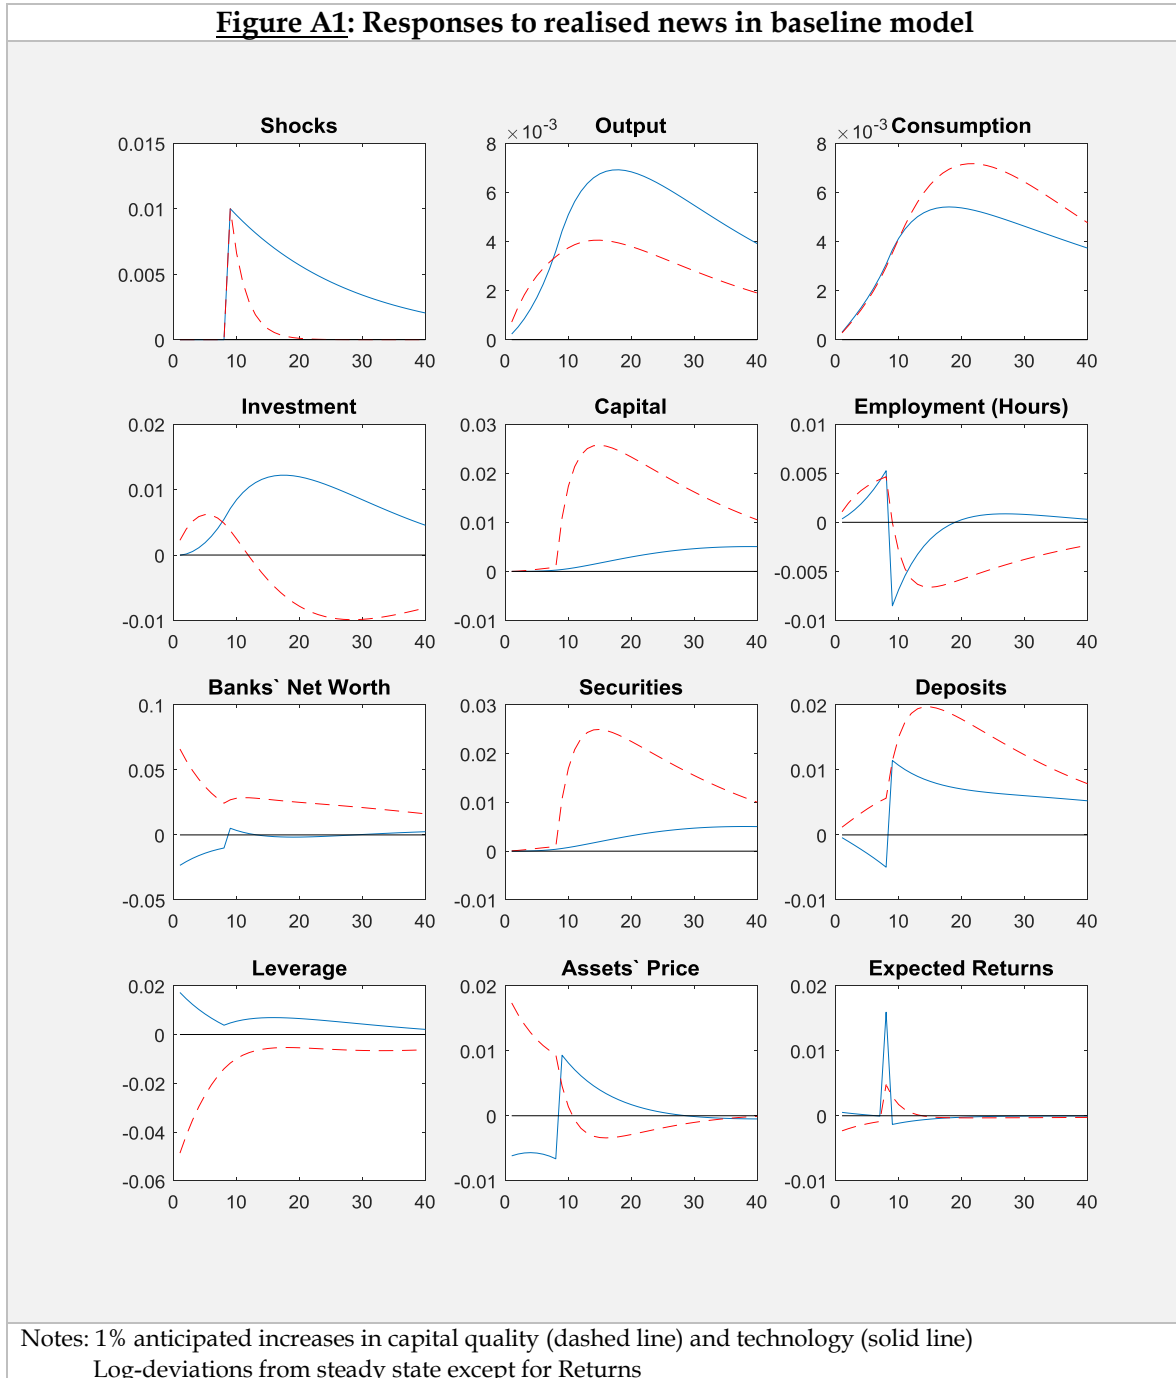 Figure A1: Responses to realised news in baseline model
Shocks
0.015
0.01
0.005
0
0 10 20 30 40
Output
×10-3
8
6
4
2
0
0 10 20 30 40
Consumption
×10-3
8
6
4
2
0
0 10 20 30 40
Investment
0.02
0.01
0
-0.01
0 10 20 30 40
Capital
0.03
0.02
0.01
0
-0.01
0 10 20 30 40
Employment (Hours)
0.01
0.005
0
-0.005
-0.01
0 10 20 30 40
Banks` Net Worth
0.1
0.05
0
-0.05
0 10 20 30 40
Securities
0.03
0.02
0.01
0
-0.01
0 10 20 30 40
Deposits
0.02
0.01
0
-0.01
0 10 20 30 40
Leverage
0.02
0
-0.02
-0.04
-0.06
0 10 20 30 40
Assets` Price
0.02
0.01
0
-0.01
0 10 20 30 40
Expected Returns
0.02
0.01
0
-0.01
0 10 20 30 40
Notes: 1% anticipated increases in capital quality (dashed line) and technology (solid line)
Log-deviations from steady state except for Returns